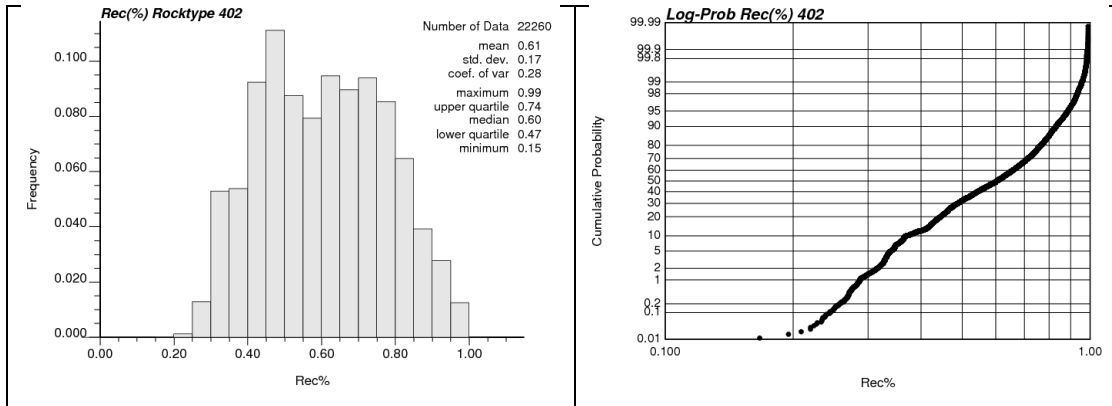 Rec(%) Rocktype 402
Number of Data 22260
mean 0.61
std. dev. 0.17
coef. of var 0.28
maximum 0.99
upper quartile 0.74
median 0.60
lower quartile 0.47
minimum 0.15
Frequency
0.100
0.080
0.060
0.040
0.020
0.000
0.00 0.20 0.40 0.60 0.80 1.00
Rec%
Log-Prob Rec(%) 402
Cumulative Probability
99.99
99.9
99.8
99
98
95
90
80
70
60
50
40
30
20
10
5
2
1
0.2
0.1
0.01
0.100 1.00
Rec%